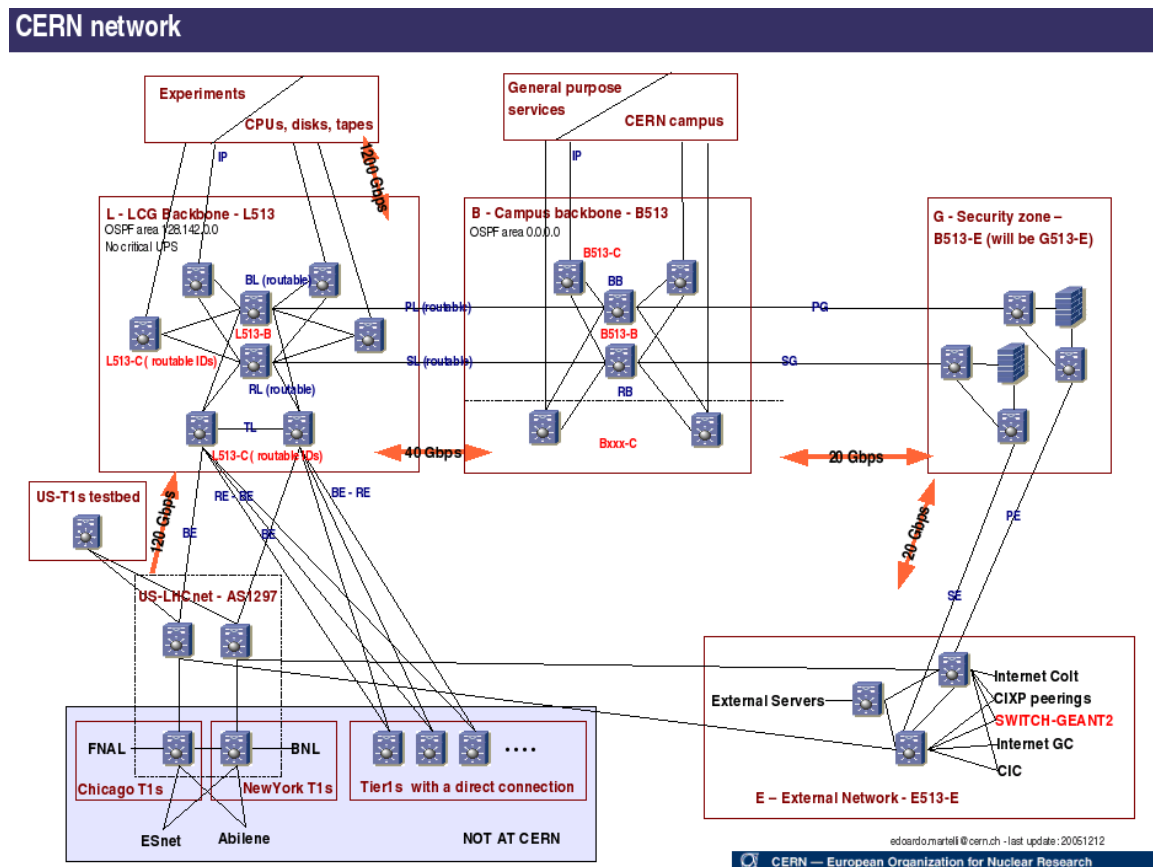 CERN network
Experiments
CPUs, disks, tapes
General purpose
services
CERN campus
IP
1200 Gbps
IP
L - LCG Backbone - L513
OSPF area 128.142.0.0
No critical UPS
B - Campus backbone - B513
OSPF area 0.0.0.0
G - Security zone –
B513-E (will be G513-E)
B513-C
BL (routable)
BB
PL (routable)
PG
L513-B
B513-B
L513-C ( routable IDs)
SL (routable)
SG
RL (routable)
RB
TL
Bxxx-C
L513-C ( routable IDs)
40 Gbps
20 Gbps
US-T1s testbed
120 Gbps
RE - BE
BE - RE
BE
BE
PE
20 Gbps
US-LHCnet - AS1297
SE
External Servers
Internet Colt
CIXP peerings
SWITCH-GEANT2
Internet GC
CIC
FNAL
BNL
Chicago T1s
NewYork T1s
....
Tier1s with a direct connection
E – External Network - E513-E
ESnet
Abilene
NOT AT CERN
edoardo.martelli@cern.ch - last update: 20051212
CERN — European Organization for Nuclear Research